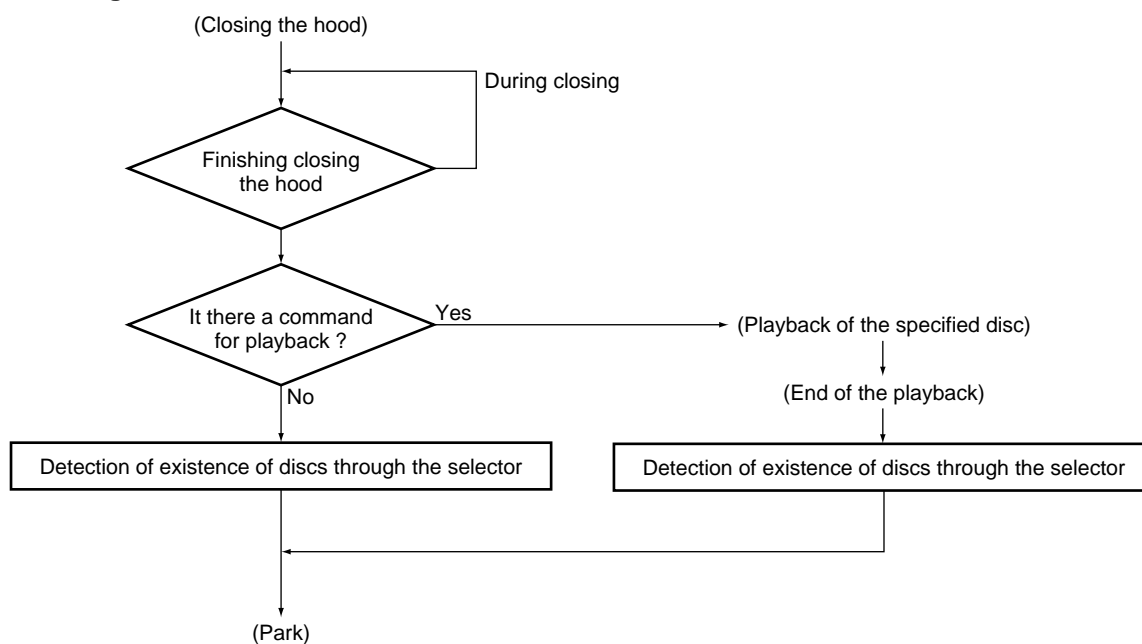 (Closing the hood)
During closing
Finishing closing
the hood
It there a command
for playback ?
Yes
(Playback of the specified disc)
No
(End of the playback)
Detection of existence of discs through the selector
Detection of existence of discs through the selector
(Park)